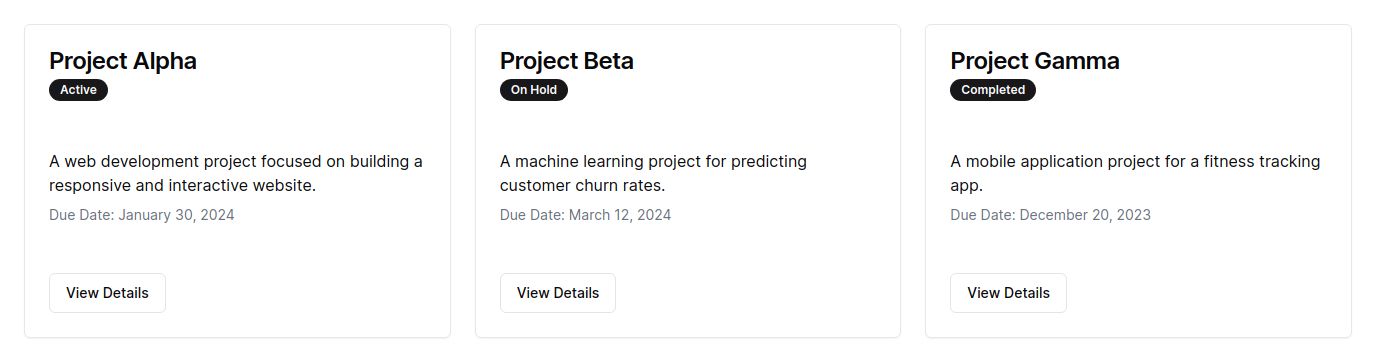 Project Alpha
Active
A web development project focused on building a
responsive and interactive website.
Due Date: January 30, 2024
View Details
Project Beta
On Hold
A machine learning project for predicting
customer churn rates.
Due Date: March 12, 2024
View Details
Project Gamma
Completed
A mobile application project for a fitness tracking
app.
Due Date: December 20, 2023
View Details